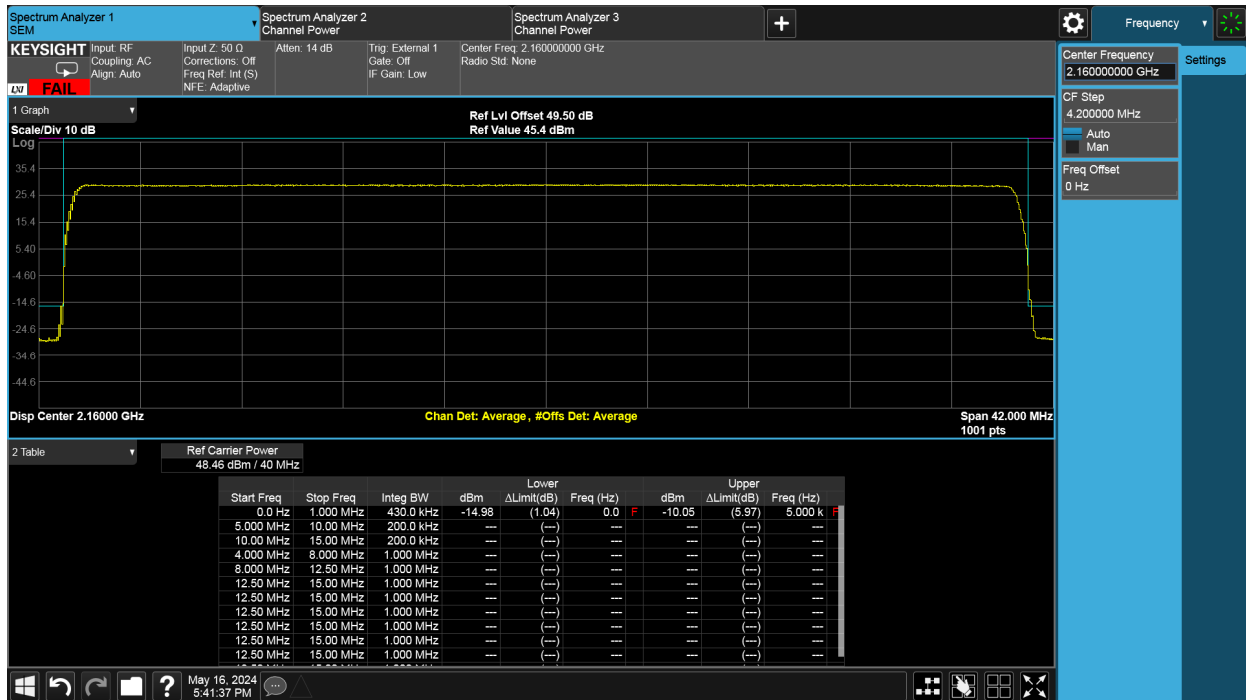 Spectrum Analyzer 1
SEM
Spectrum Analyzer 2
Channel Power
Spectrum Analyzer 3
Channel Power
Frequency
KEYSIGHT
LXI
FAIL
Input: RF
Coupling: AC
Align: Auto
Input Z: 50 Ω
Corrections: Off
Freq Ref: Int (S)
NFE: Adaptive
Atten: 14 dB
Trig: External 1
Gate: Off
IF Gain: Low
Center Freq: 2.160000000 GHz
Radio Std: None
Center Frequency
2.160000000 GHz
Settings
CF Step
4.200000 MHz
Auto
Man
Freq Offset
0 Hz
1 Graph
Scale/Div 10 dB
Ref Lvl Offset 49.50 dB
Ref Value 45.4 dBm
Log
35.4
25.4
15.4
5.40
-4.60
-14.6
-24.6
-34.6
-44.6
Disp Center 2.16000 GHz
Chan Det: Average, #Offs Det: Average
Span 42.000 MHz
1001 pts
2 Table
Ref Carrier Power
48.46 dBm / 40 MHz
Lower Upper
Start Freq Stop Freq Integ BW dBm ΔLimit(dB) Freq (Hz) dBm ΔLimit(dB) Freq (Hz)
0.0 Hz 1.000 MHz 430.0 kHz -14.98 (1.04) 0.0 F -10.05 (5.97) 5.000 k F
5.000 MHz 10.00 MHz 200.0 kHz --- (---) --- --- (---) ---
10.00 MHz 15.00 MHz 200.0 kHz --- (---) --- --- (---) ---
4.000 MHz 8.000 MHz 1.000 MHz --- (---) --- --- (---) ---
8.000 MHz 12.50 MHz 1.000 MHz --- (---) --- --- (---) ---
12.50 MHz 15.00 MHz 1.000 MHz --- (---) --- --- (---) ---
12.50 MHz 15.00 MHz 1.000 MHz --- (---) --- --- (---) ---
12.50 MHz 15.00 MHz 1.000 MHz --- (---) --- --- (---) ---
12.50 MHz 15.00 MHz 1.000 MHz --- (---) --- --- (---) ---
12.50 MHz 15.00 MHz 1.000 MHz --- (---) --- --- (---) ---
12.50 MHz 15.00 MHz 1.000 MHz --- (---) --- --- (---) ---
May 16, 2024
5:41:37 PM